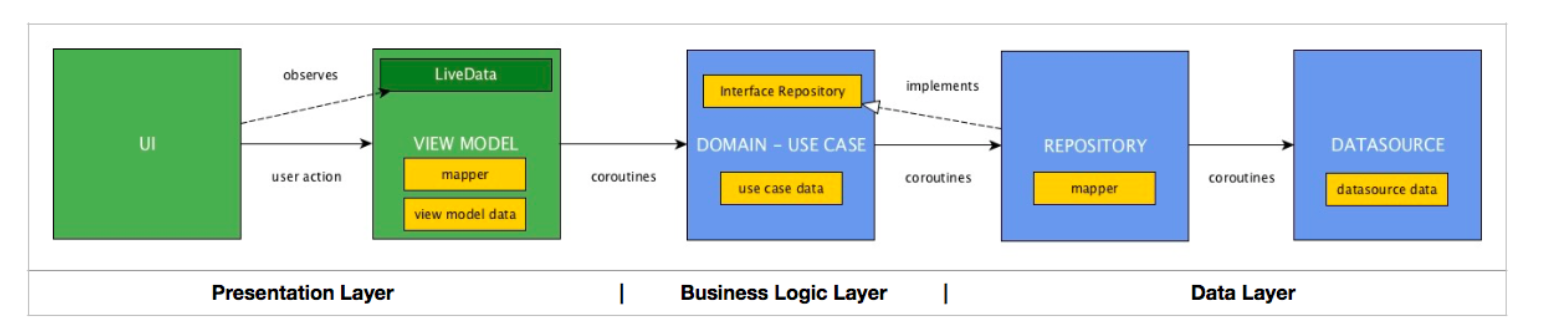 UI
observes
user action
LiveData
VIEW MODEL
mapper
view model data
coroutines
Interface Repository
DOMAIN – USE CASE
use case data
implements
coroutines
REPOSITORY
mapper
coroutines
DATASOURCE
datasource data
Presentation Layer | Business Logic Layer | Data Layer